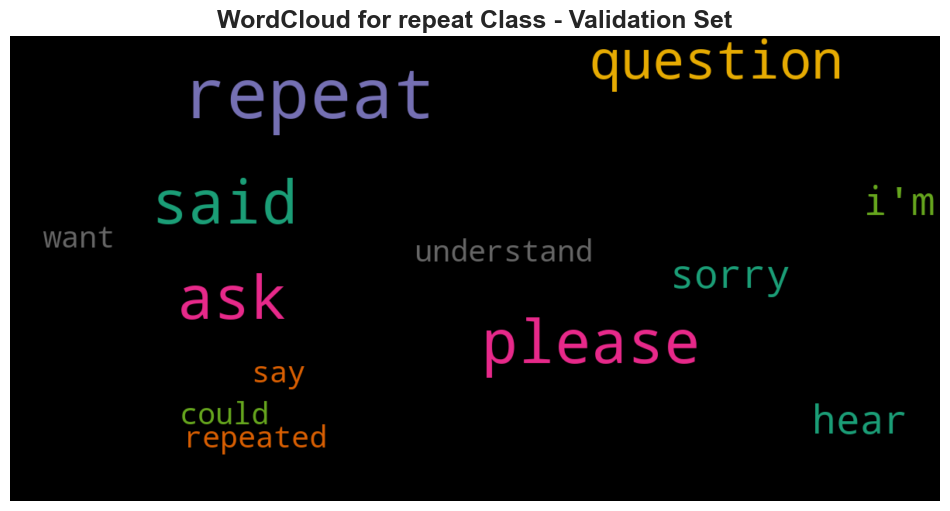 WordCloud for repeat Class - Validation Set
question
repeat
said
i'm
want
understand
sorry
ask
please
say
could
hear
repeated